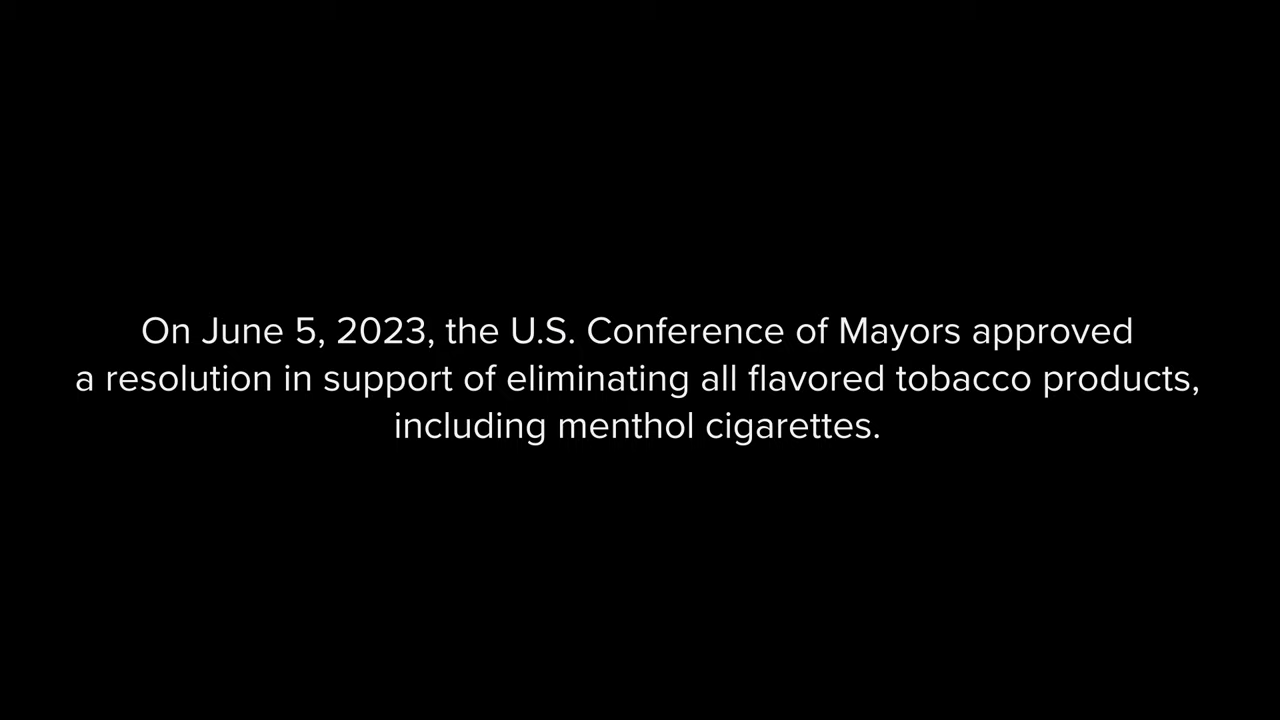 On June 5, 2023, the U.S. Conference of Mayors approved
a resolution in support of eliminating all flavored tobacco products,
including menthol cigarettes.